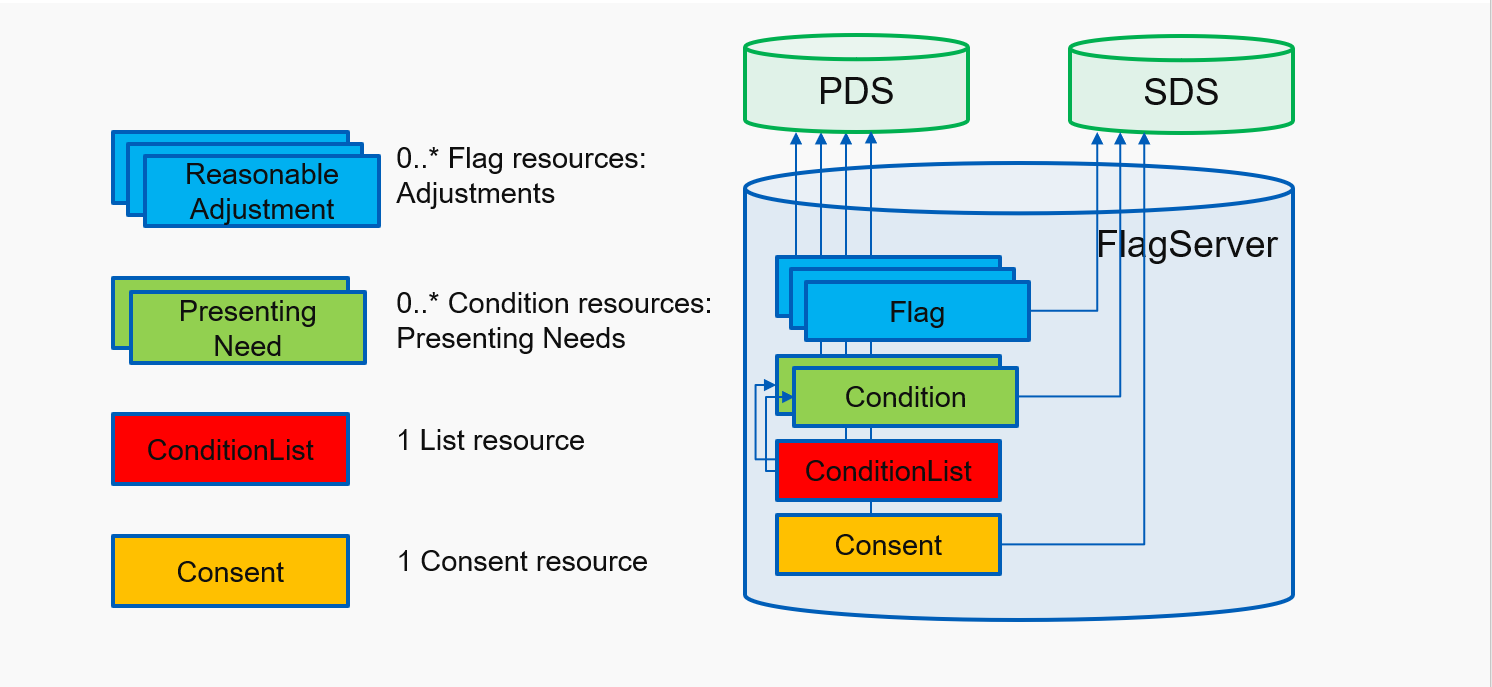 Reasonable
Adjustment
0..* Flag resources:
Adjustments
Presenting
Need
0..* Condition resources:
Presenting Needs
ConditionList
1 List resource
Consent
1 Consent resource
PDS
SDS
FlagServer
Flag
Condition
ConditionList
Consent